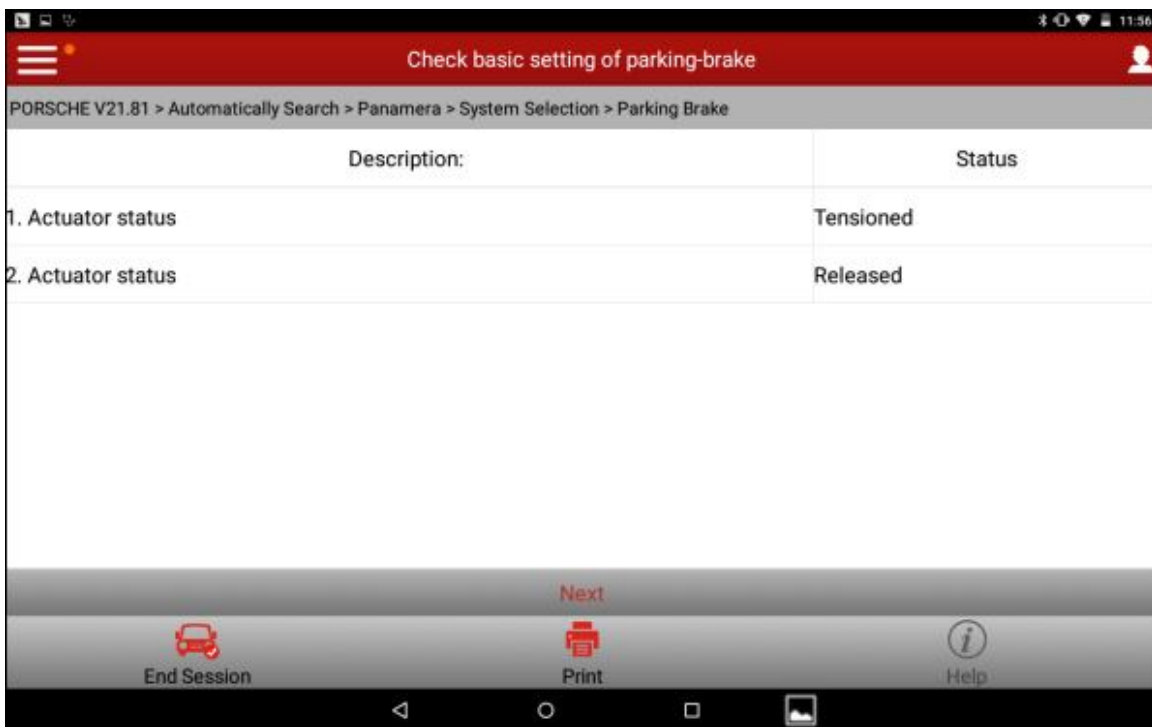 11:56
Check basic setting of parking-brake
PORSCHE V21.81 > Automatically Search > Panamera > System Selection > Parking Brake
Description: Status
1. Actuator status Tensioned
2. Actuator status Released
Next
End Session Print Help